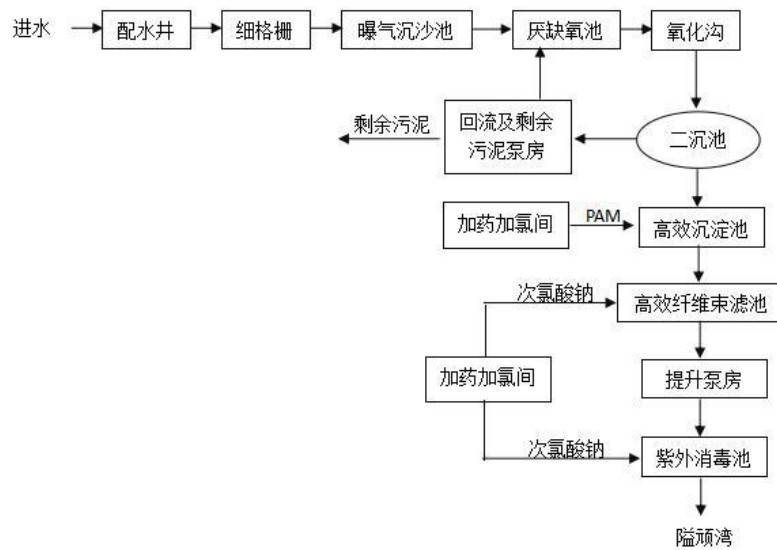 进水
配水井
细格栅
曝气沉沙池
厌缺氧池
氧化沟
剩余污泥
回流及剩余
污泥泵房
二沉池
加药加氯间
PAM
高效沉淀池
次氯酸钠
高效纤维束滤池
加药加氯间
提升泵房
次氯酸钠
紫外消毒池
隘顽湾